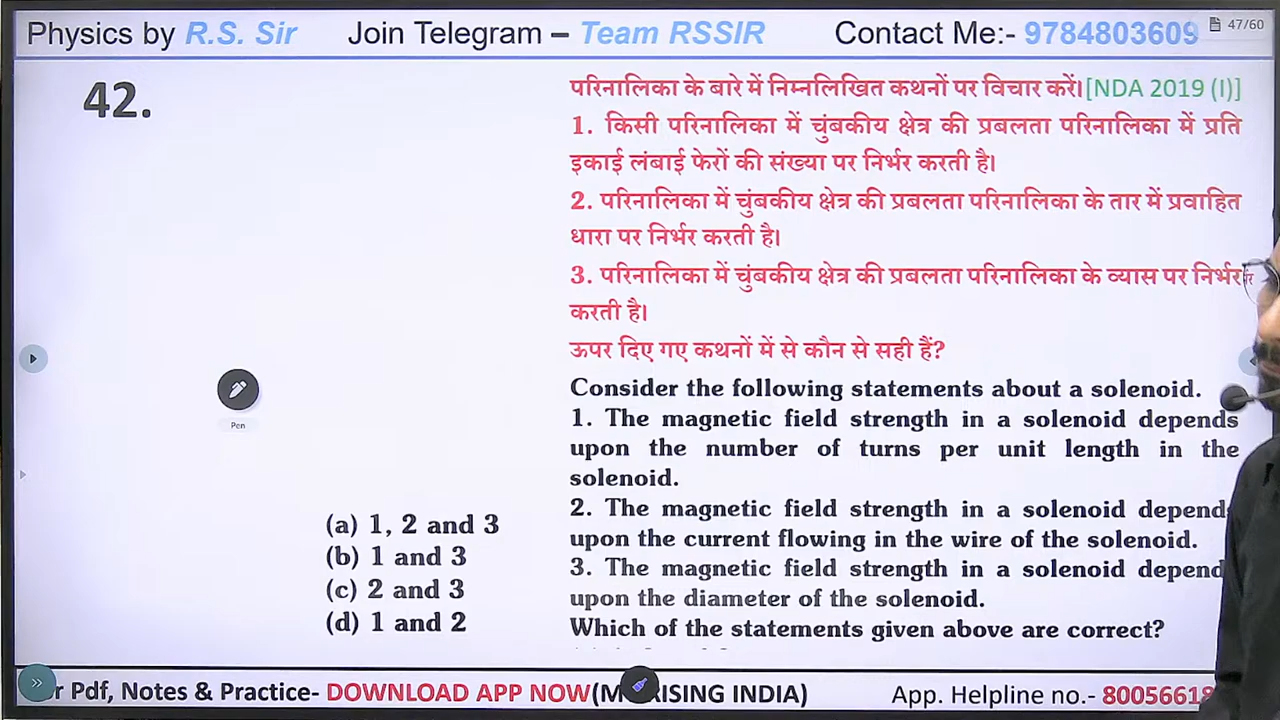 Physics by R.S. Sir Join Telegram – Team RSSIR Contact Me:- 9784803609 47/60
42.
परिनालिका के बारे में निम्नलिखित कथनों पर विचार करें। [NDA 2019 (I)]
1. किसी परिनालिका में चुंबकीय क्षेत्र की प्रबलता परिनालिका में प्रति
इकाई लंबाई फेरों की संख्या पर निर्भर करती है।
2. परिनालिका में चुंबकीय क्षेत्र की प्रबलता परिनालिका के तार में प्रवाहित
धारा पर निर्भर करती है।
3. परिनालिका में चुंबकीय क्षेत्र की प्रबलता परिनालिका के व्यास पर निर्भर
करती है।
ऊपर दिए गए कथनों में से कौन से सही हैं?
Consider the following statements about a solenoid.
1. The magnetic field strength in a solenoid depends
upon the number of turns per unit length in the
solenoid.
2. The magnetic field strength in a solenoid depend
upon the current flowing in the wire of the solenoid.
3. The magnetic field strength in a solenoid depend
upon the diameter of the solenoid.
Which of the statements given above are correct?
(a) 1, 2 and 3
(b) 1 and 3
(c) 2 and 3
(d) 1 and 2
Pen
r Pdf, Notes & Practice- DOWNLOAD APP NOW(M RISING INDIA) App. Helpline no.- 80056618